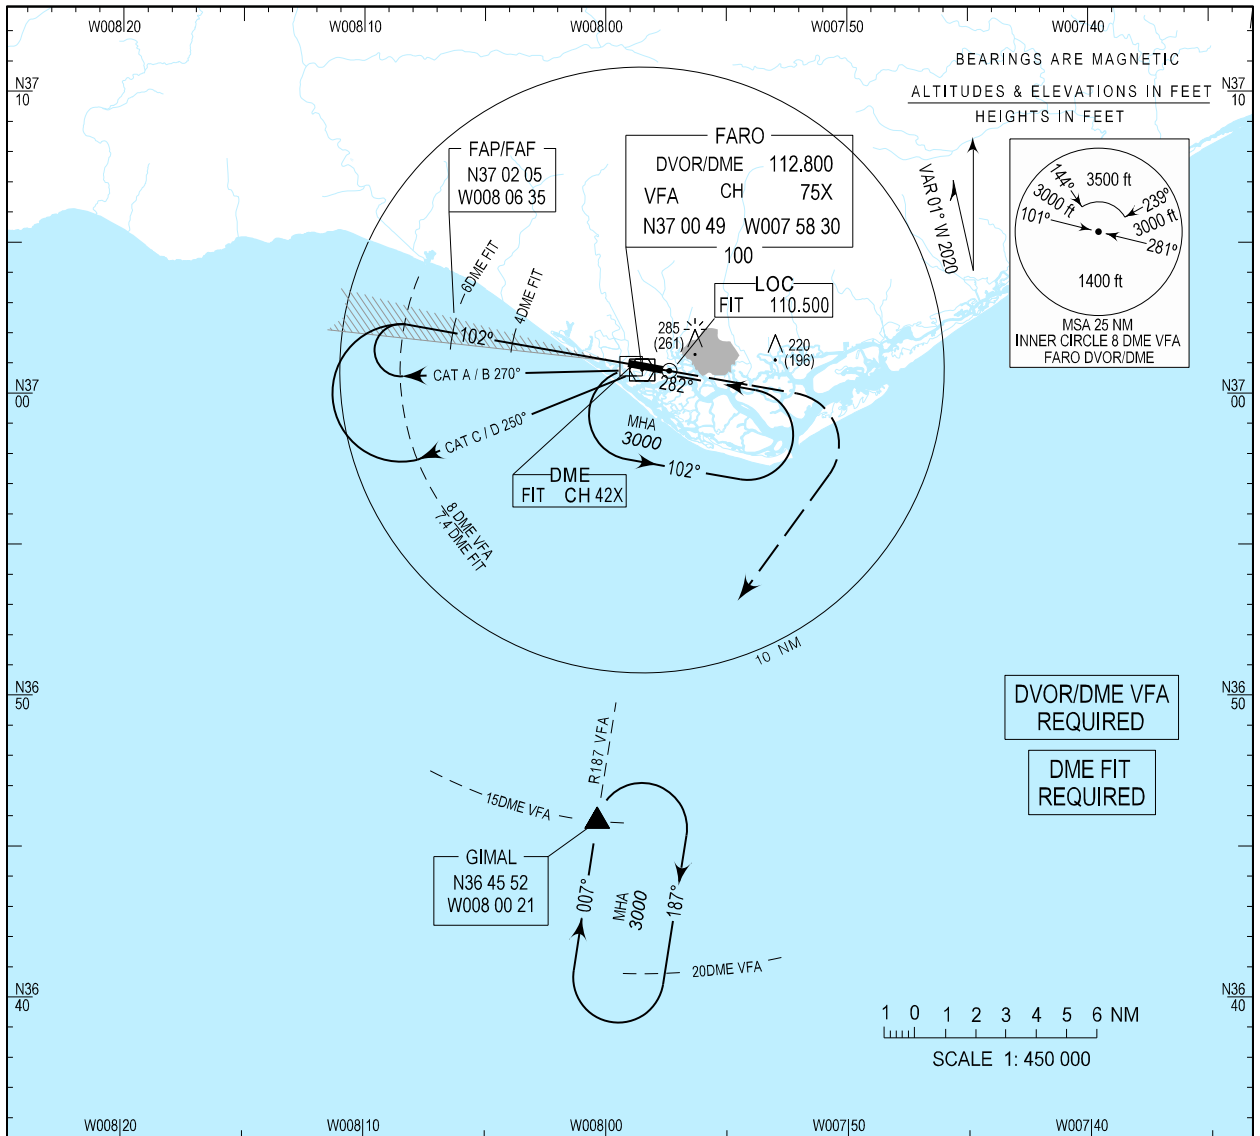 W008|20
W008|10
W008|00
W007|50
W007|40
N37
10
N37
10
BEARINGS ARE MAGNETIC
ALTITUDES & ELEVATIONS IN FEET
HEIGHTS IN FEET
VAR 01° W 2020
144°
3500 ft
3000 ft
239°
3000 ft
101°
281°
1400 ft
MSA 25 NM
INNER CIRCLE 8 DME VFA
FARO DVOR/DME
FAP/FAF
N37 02 05
W008 06 35
FARO
DVOR/DME 112.800
VFA CH 75X
N37 00 49 W007 58 30
100
LOC
FIT 110.500
6DME FIT
4DME FIT
285
(261)
220
(196)
102°
CAT A / B 270°
CAT C / D 250°
282°
MHA
3000
102°
DME
FIT CH 42X
8 DME VFA
7.4 DME FIT
N37
00
N37
00
10 NM
N36
50
N36
50
DVOR/DME VFA
REQUIRED
DME FIT
REQUIRED
R187 VFA
15DME VFA
GIMAL
N36 45 52
W008 00 21
007°
MHA
3000
187°
20DME VFA
N36
40
N36
40
1 0 1 2 3 4 5 6 NM
SCALE 1: 450 000
W008|20
W008|10
W008|00
W007|50
W007|40